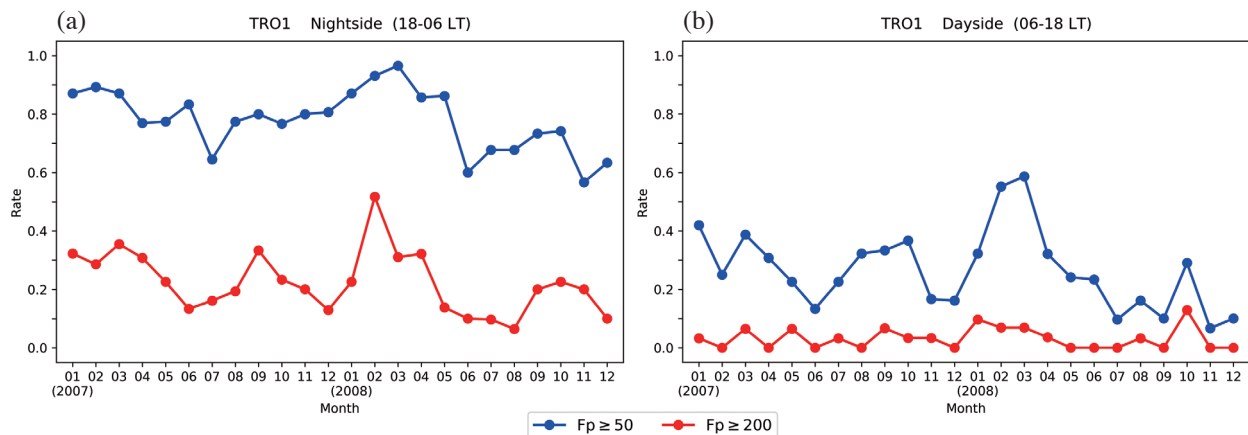 (a)
TRO1 Nightside (18-06 LT)
1.0
0.8
0.6
0.4
0.2
0.0
Rate
01 02 03 04 05 06 07 08 09 10 11 12 01 02 03 04 05 06 07 08 09 10 11 12
(2007) (2008)
Month
(b)
TRO1 Dayside (06-18 LT)
1.0
0.8
0.6
0.4
0.2
0.0
Rate
01 02 03 04 05 06 07 08 09 10 11 12 01 02 03 04 05 06 07 08 09 10 11 12
(2007) (2008)
Month
Fp ≥ 50 Fp ≥ 200